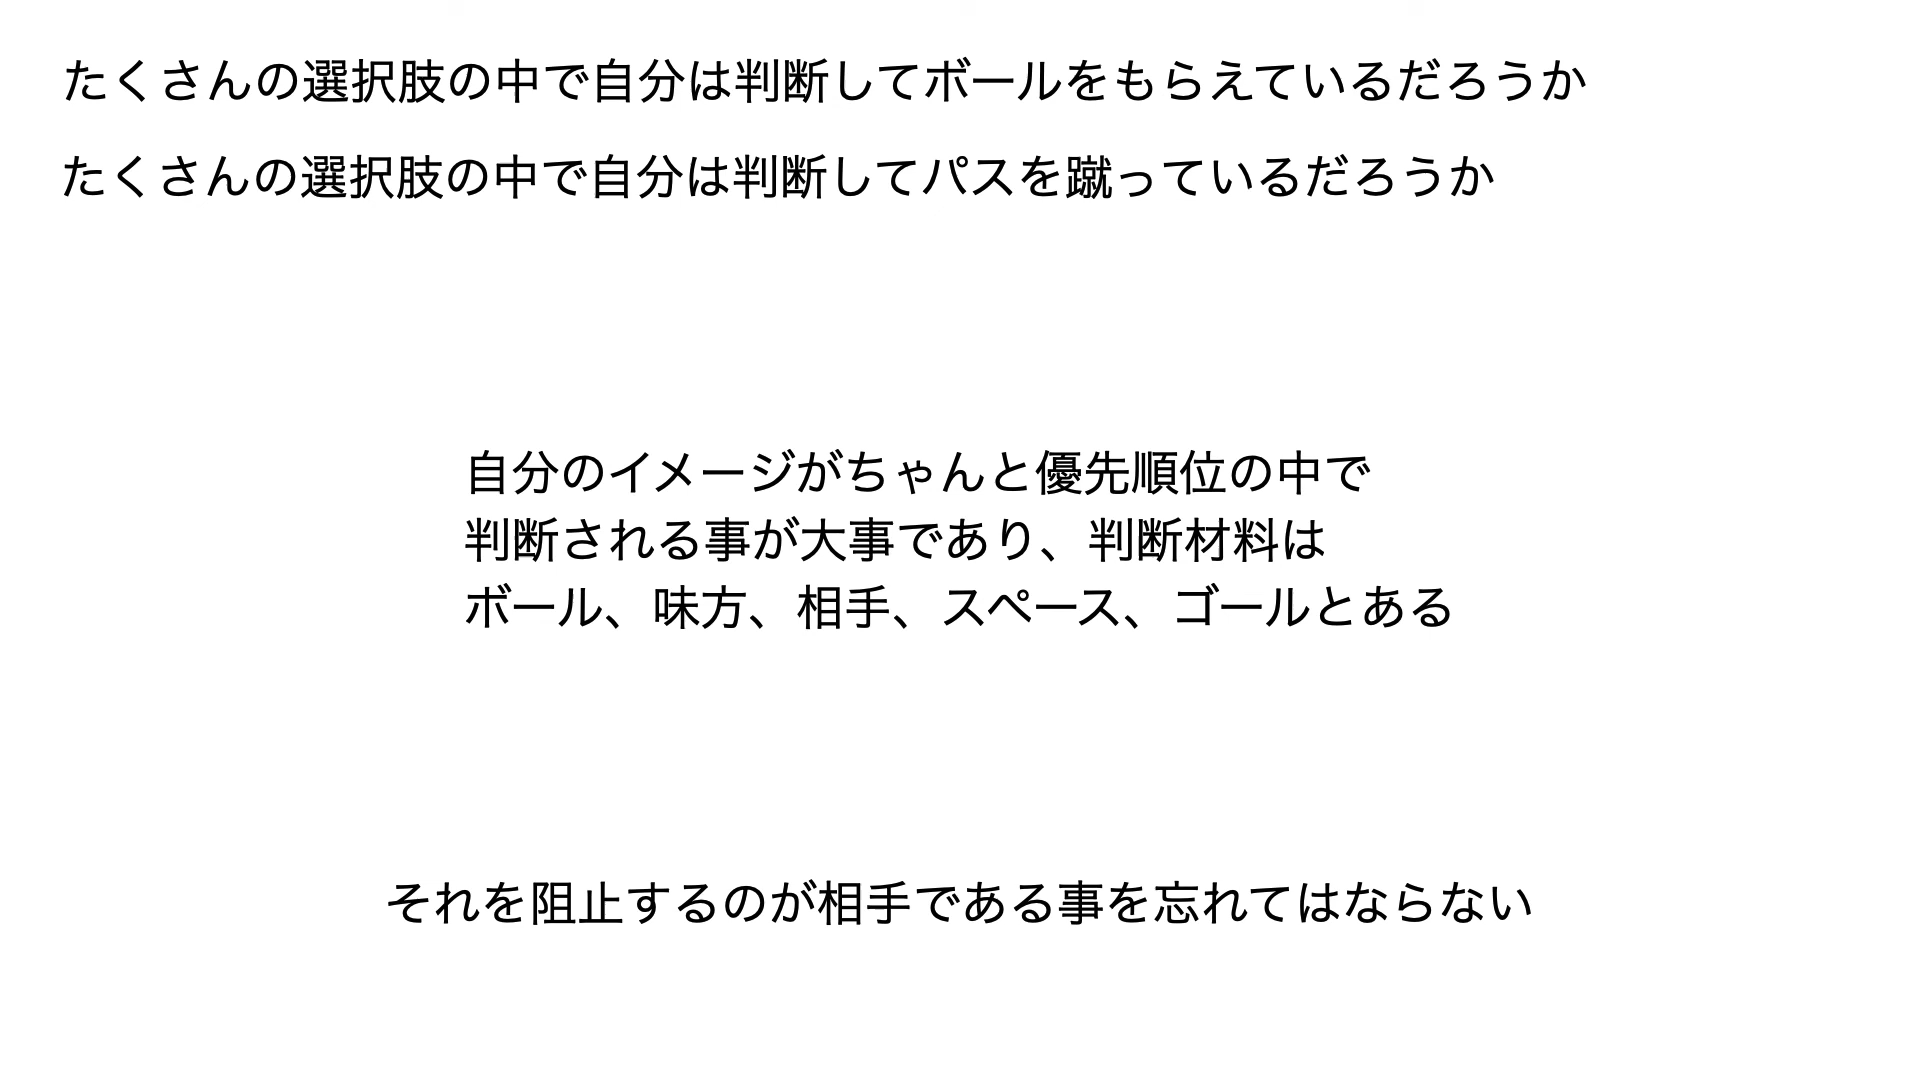 たくさんの選択肢の中で自分は判断してボールをもらえているだろうか
たくさんの選択肢の中で自分は判断してパスを蹴っているだろうか
自分のイメージがちゃんと優先順位の中で
判断される事が大事であり、判断材料は
ボール、味方、相手、スペース、ゴールとある
それを阻止するのが相手である事を忘れてはならない